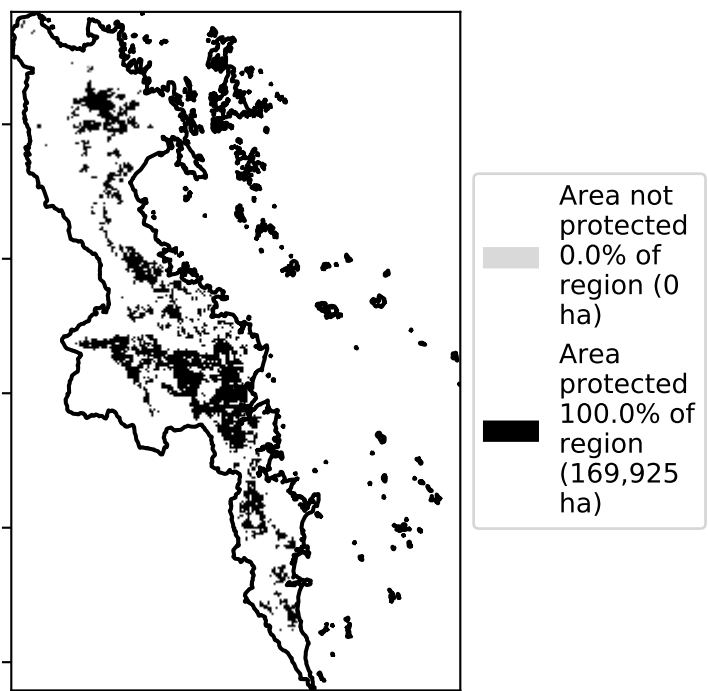 Area not
protected
0.0% of
region (0
ha)
Area
protected
100.0% of
region
(169,925
ha)